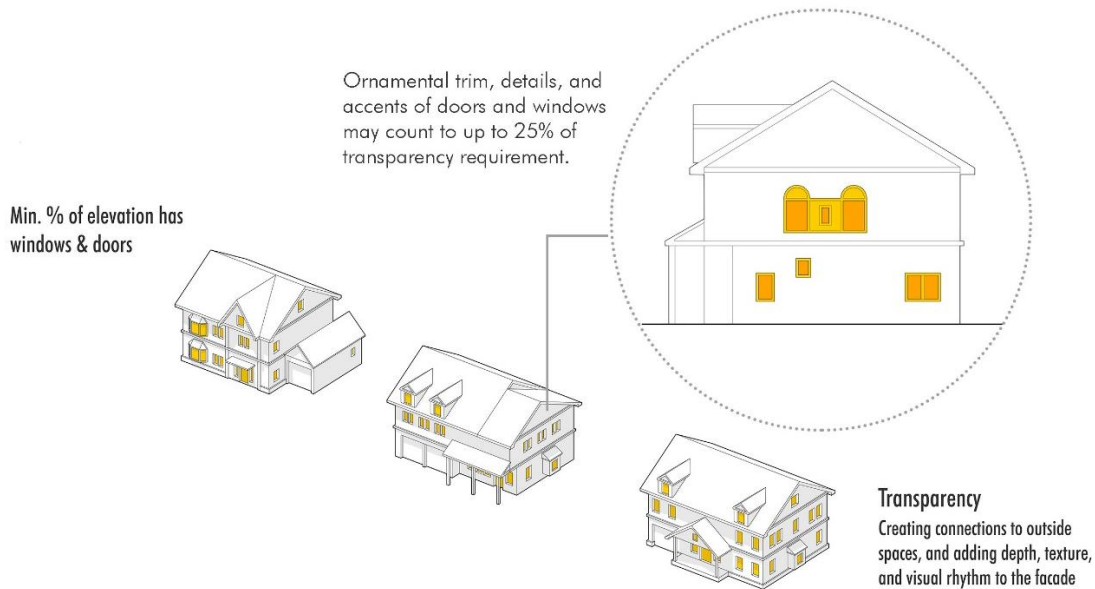 Ornamental trim, details, and
accents of doors and windows
may count to up to 25% of
transparency requirement.
Min. % of elevation has
windows & doors
Transparency
Creating connections to outside
spaces, and adding depth, texture,
and visual rhythm to the facade